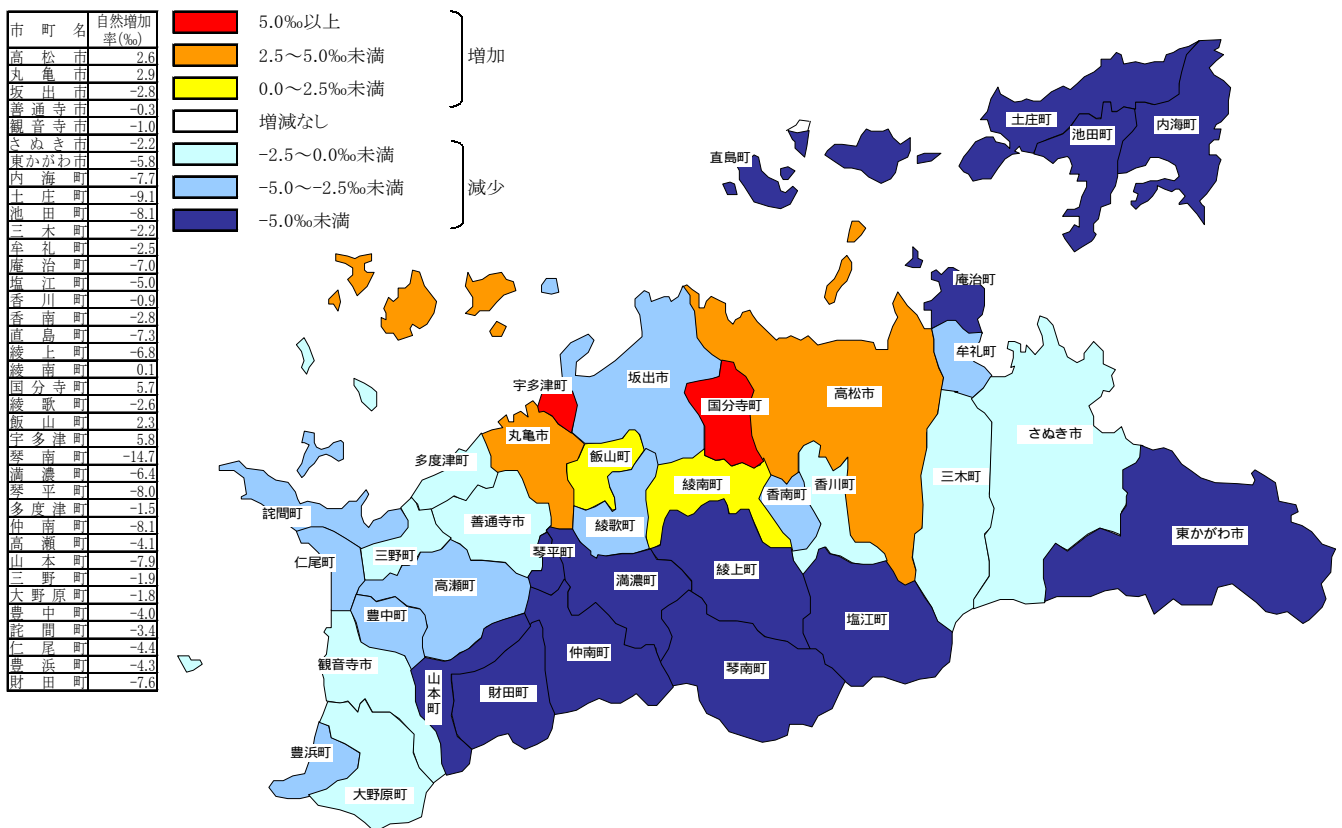 市町名 自然増加率(‰)
高松市 2.6
丸亀市 2.9
坂出市 -2.8
善通寺市 -0.3
観音寺市 -1.0
さぬき市 -2.2
東かがわ市 -5.8
内海町 -7.7
土庄町 -9.1
池田町 -8.1
三木町 -2.2
牟礼町 -2.5
庵治町 -7.0
塩江町 -5.0
香川町 -0.9
香南町 -2.8
直島町 -7.3
綾上町 -6.8
綾南町 0.1
国分寺町 5.7
綾歌町 -2.6
飯山町 2.3
宇多津町 5.8
琴南町 -14.7
満濃町 -6.4
琴平町 -8.0
多度津町 -1.5
仲南町 -8.1
高瀬町 -4.1
山本町 -7.9
三野町 -1.9
大野原町 -1.8
豊中町 -4.0
詫間町 -3.4
仁尾町 -4.4
豊浜町 -4.3
財田町 -7.6
5.0‰以上
2.5～5.0‰未満
0.0～2.5‰未満
増加
増減なし
-2.5～0.0‰未満
-5.0～-2.5‰未満
-5.0‰未満
減少
土庄町
池田町
内海町
直島町
庵治町
牟礼町
宇多津町
坂出市
国分寺町
高松市
丸亀市
さぬき市
多度津町
飯山町
三木町
綾南町
香南町
香川町
詫間町
善通寺市
綾歌町
東かがわ市
三野町
琴平町
仁尾町
高瀬町
満濃町
綾上町
豊中町
塩江町
仲南町
観音寺市
琴南町
山本町
財田町
豊浜町
大野原町